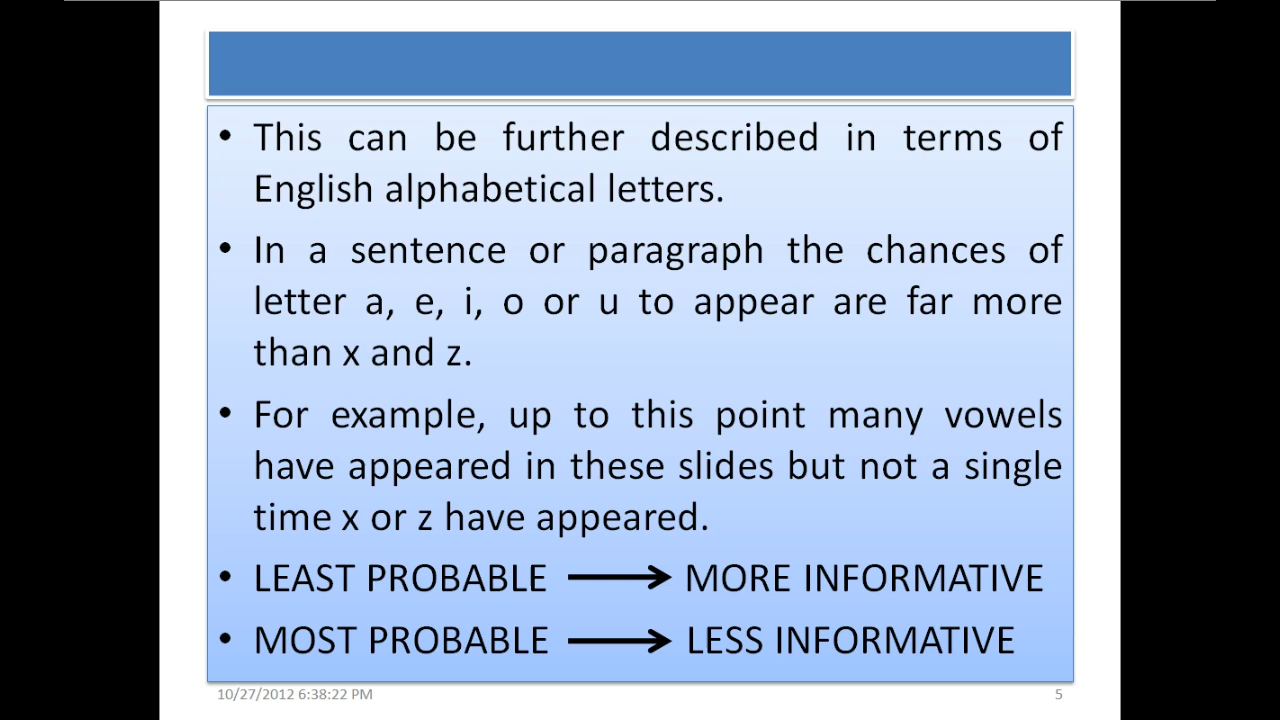 • This can be further described in terms of
English alphabetical letters.
• In a sentence or paragraph the chances of
letter a, e, i, o or u to appear are far more
than x and z.
• For example, up to this point many vowels
have appeared in these slides but not a single
time x or z have appeared.
• LEAST PROBABLE ⟶ MORE INFORMATIVE
• MOST PROBABLE ⟶ LESS INFORMATIVE
10/27/2012 6:38:22 PM 5